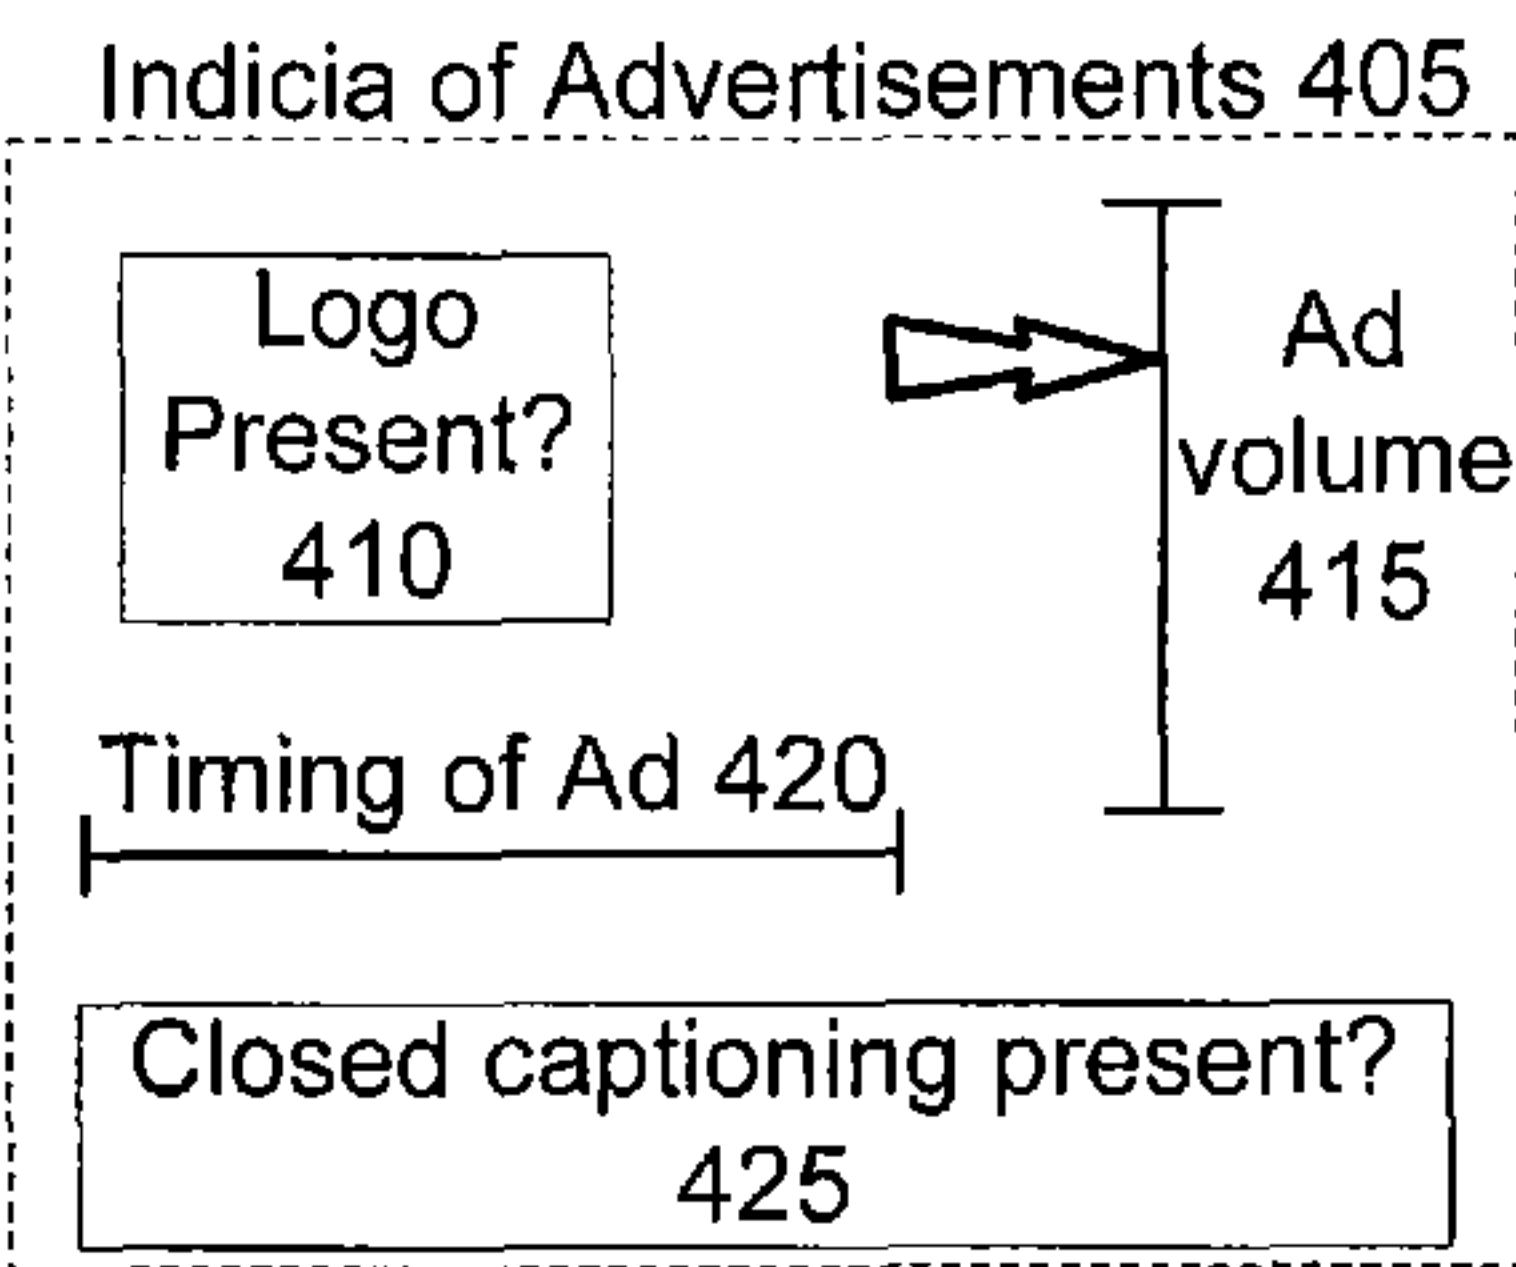 Indicia of Advertisements 405
Logo
Present?
410
Ad
volume
415
Timing of Ad 420
Closed captioning present?
425